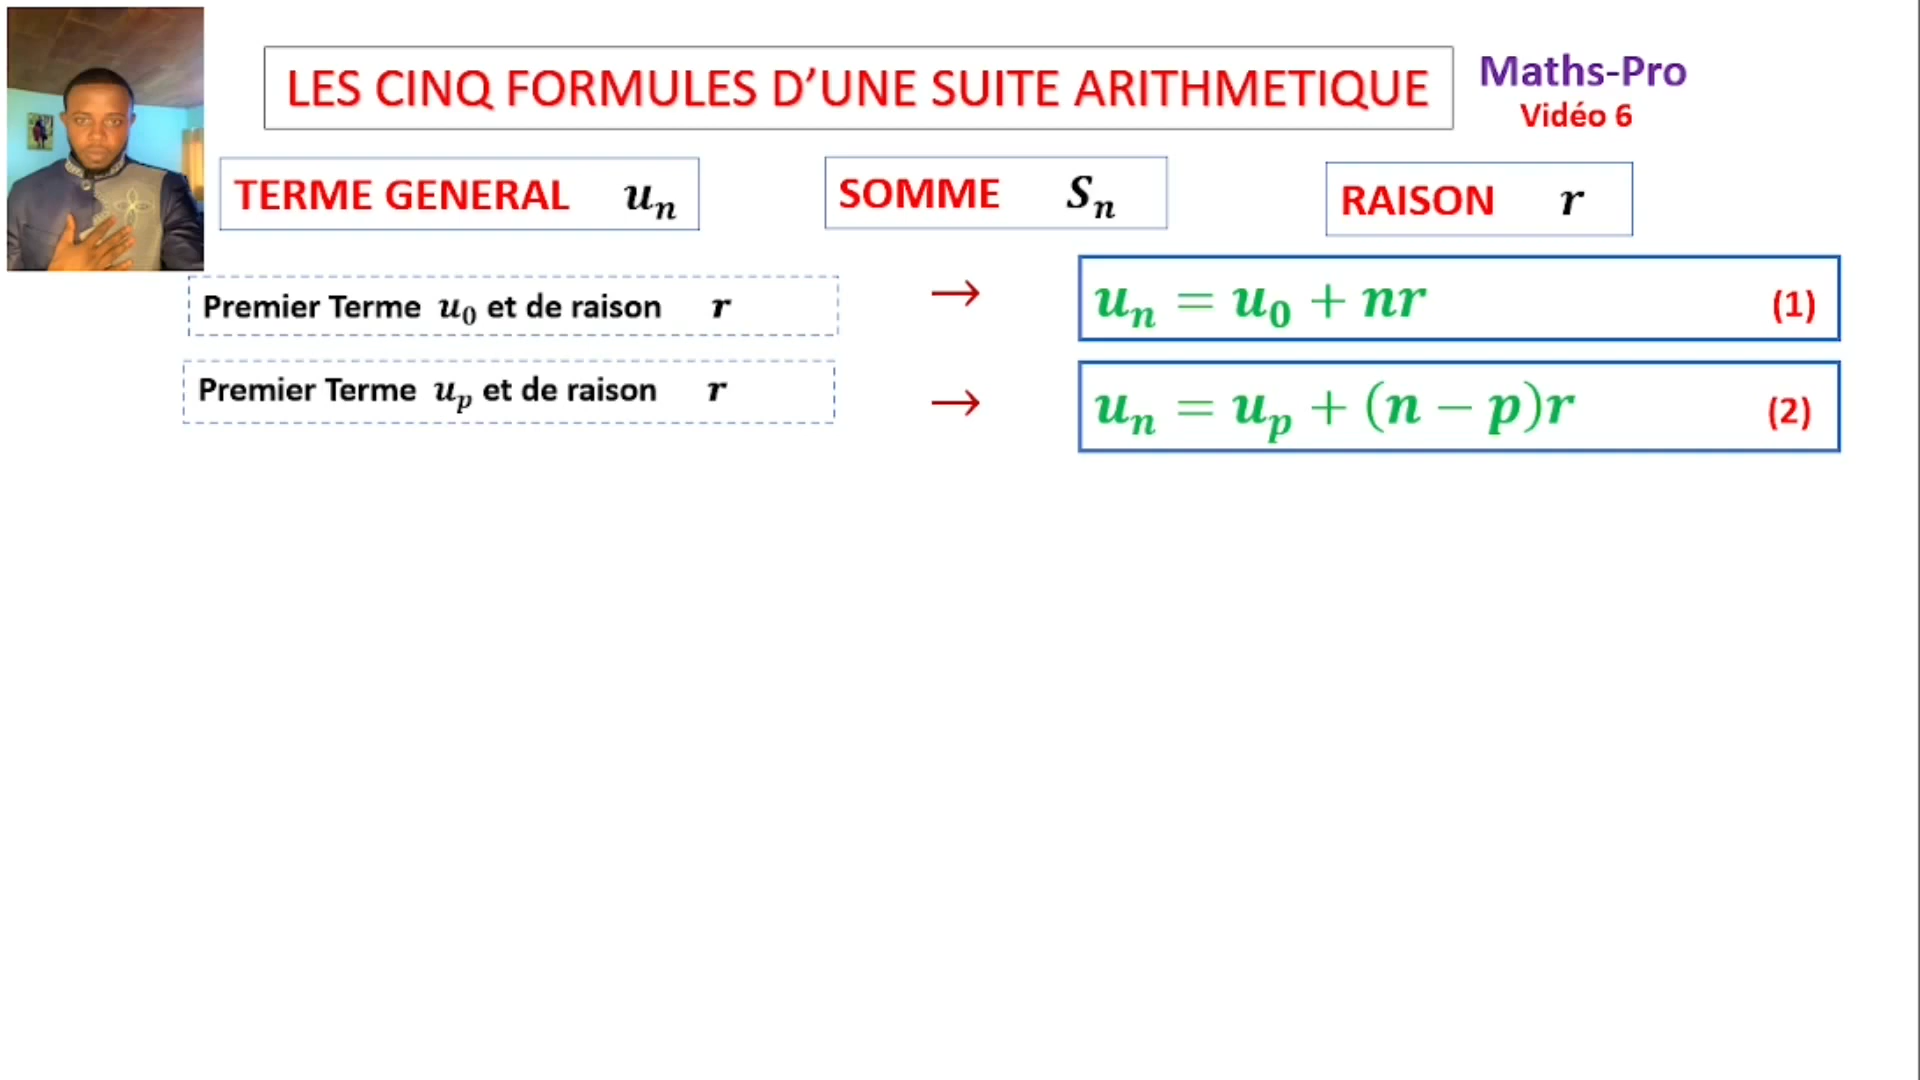 LES CINQ FORMULES D’UNE SUITE ARITHMETIQUE
Maths-Pro
Vidéo 6
TERME GENERAL uₙ
SOMME Sₙ
RAISON r
Premier Terme u₀ et de raison r
→
uₙ = u₀ + nr (1)
Premier Terme uₚ et de raison r
→
uₙ = uₚ + (n − p)r (2)